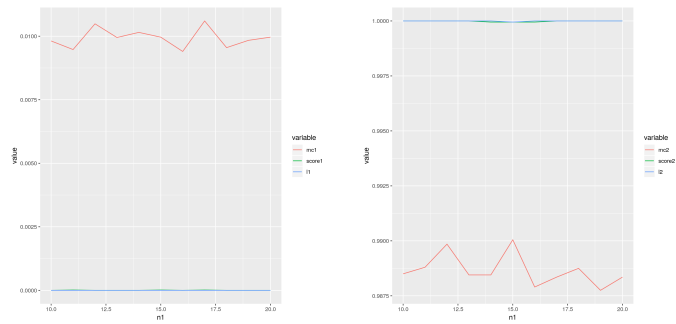 0.0100
0.0075
0.0050
0.0025
0.0000
value
10.0 12.5 15.0 17.5 20.0
n1
variable
mc1
score1
l1
1.0000
0.9975
0.9950
0.9925
0.9900
0.9875
value
10.0 12.5 15.0 17.5 20.0
n1
variable
mc2
score2
l2